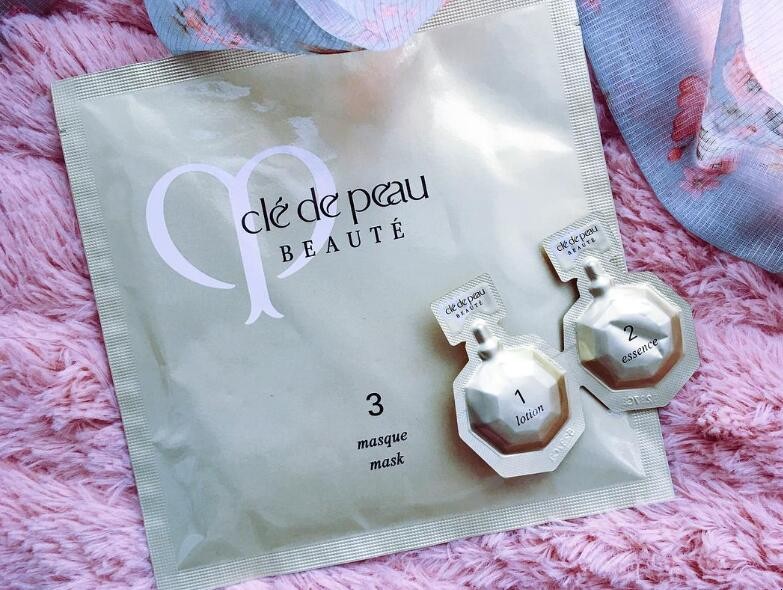 clé de peau
BEAUTÉ
3
masque
mask
clé de peau
BEAUTÉ
1
lotion
clé de peau
BEAUTÉ
2
essence